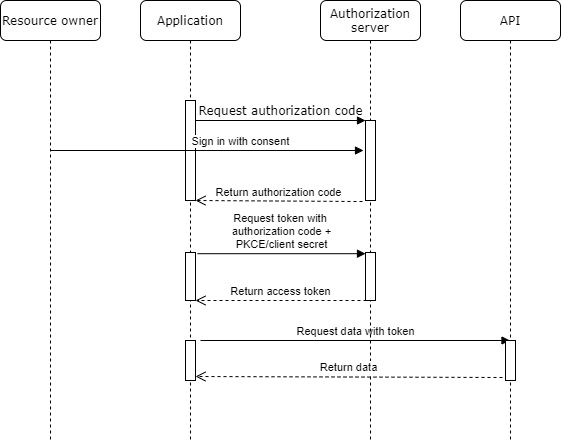 Resource owner
Application
Authorization
server
API
Request authorization code
Sign in with consent
Return authorization code
Request token with
authorization code +
PKCE/client secret
Return access token
Request data with token
Return data